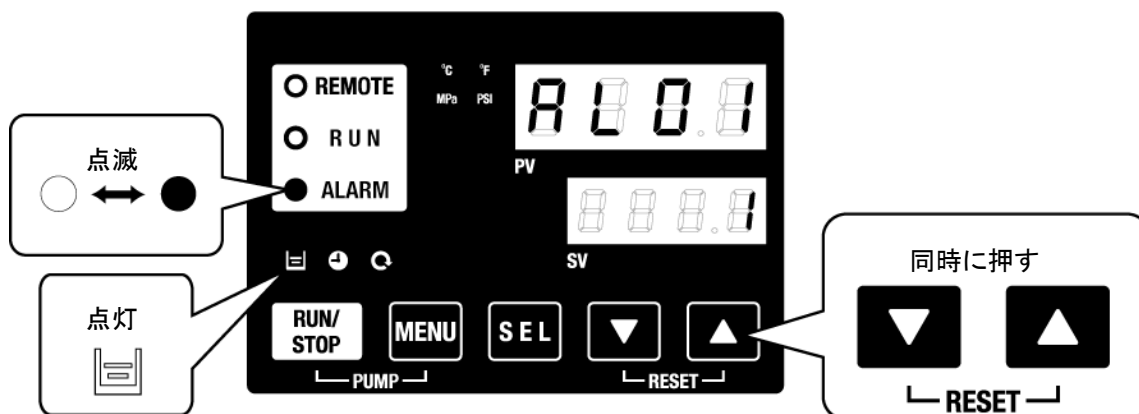 REMOTE
RUN
ALARM
°C °F
MPa PSI
AL01
PV
1
SV
点滅
点灯
RUN/
STOP
MENU
SEL
PUMP
RESET
同時に押す
RESET